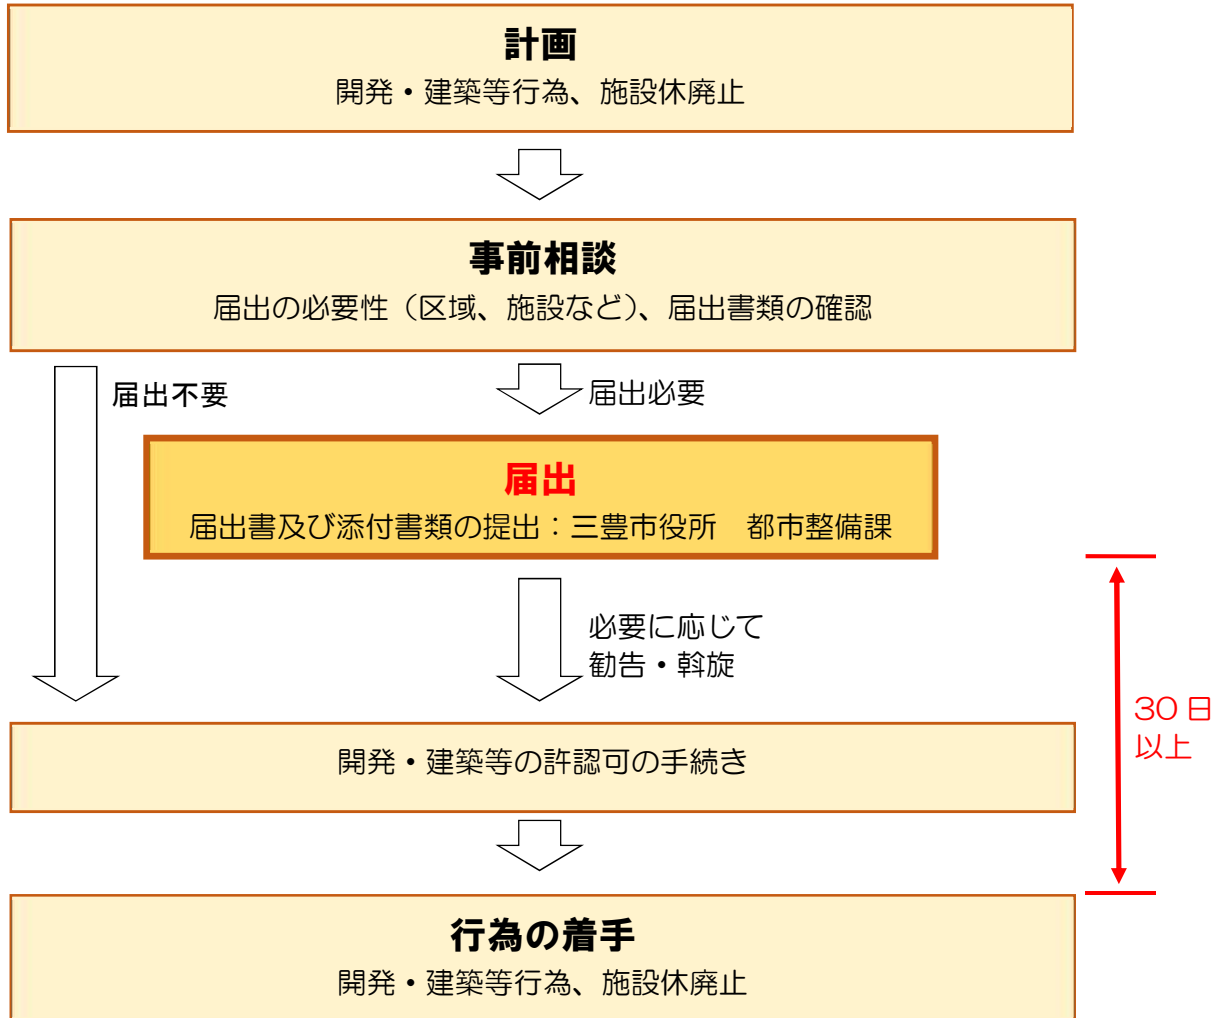 計画
開発・建築等行為、施設休廃止
事前相談
届出の必要性（区域、施設など）、届出書類の確認
届出不要
届出必要
届出
届出書及び添付書類の提出：三豊市役所　都市整備課
必要に応じて
勧告・斡旋
30日
以上
開発・建築等の許認可の手続き
行為の着手
開発・建築等行為、施設休廃止